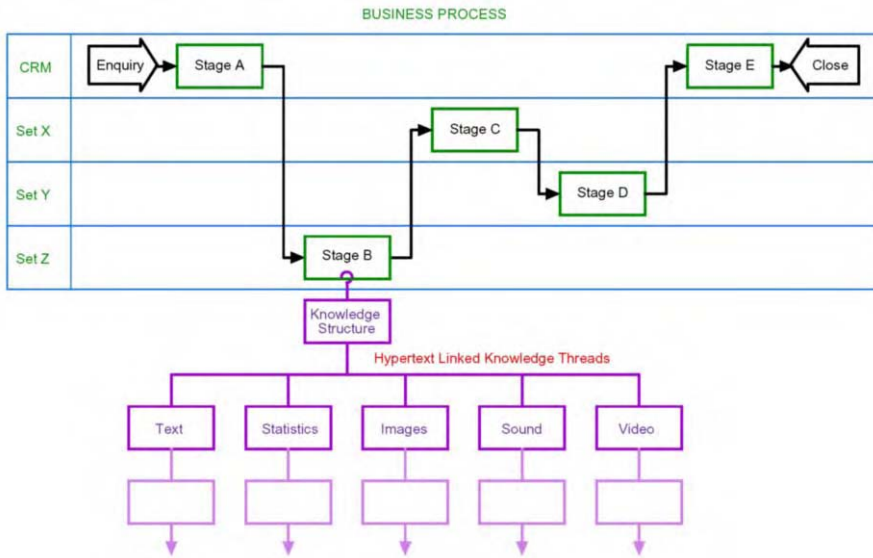 BUSINESS PROCESS
CRM
Enquiry
Stage A
Stage E
Close
Set X
Stage C
Set Y
Stage D
Set Z
Stage B
Knowledge
Structure
Hypertext Linked Knowledge Threads
Text
Statistics
Images
Sound
Video